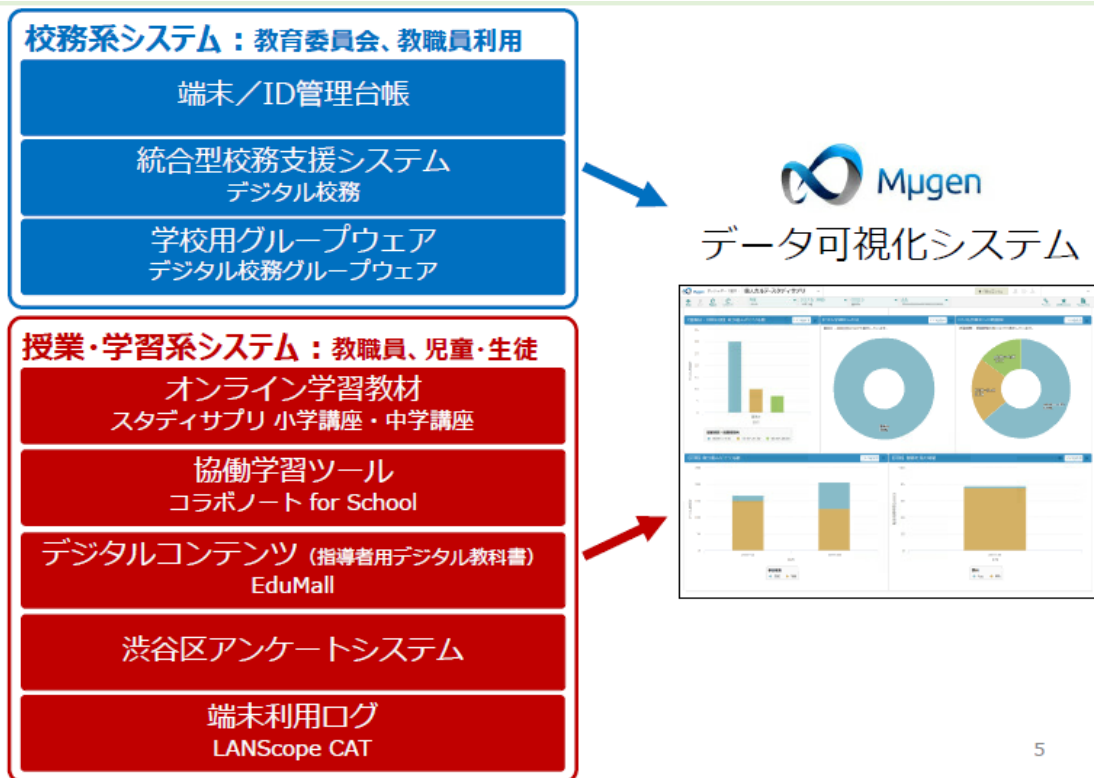 校務系システム：教育委員会、教職員利用
端末／ID管理台帳
統合型校務支援システム
デジタル校務
学校用グループウェア
デジタル校務グループウェア
授業・学習系システム：教職員、児童・生徒
オンライン学習教材
スタディサプリ 小学講座・中学講座
協働学習ツール
コラボノート for School
デジタルコンテンツ（指導者用デジタル教科書）
EduMall
渋谷区アンケートシステム
端末利用ログ
LANScope CAT
Mμgen
データ可視化システム
5